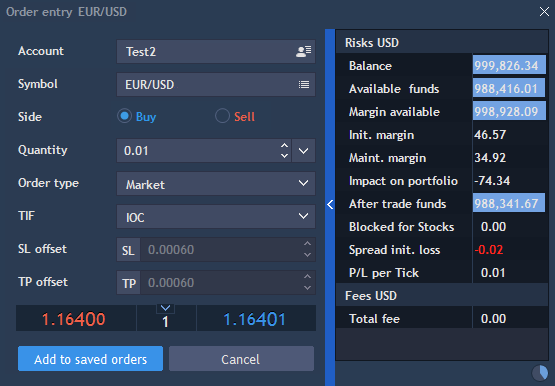 Order entry EUR/USD
Account Test2
Symbol EUR/USD
Side Buy Sell
Quantity 0.01
Order type Market
TIF IOC
SL offset SL 0.00060
TP offset TP 0.00060
1.16400 1 1.16401
Add to saved orders Cancel
Risks USD
Balance 999,826.34
Available funds 988,416.01
Margin available 998,928.09
Init. margin 46.57
Maint. margin 34.92
Impact on portfolio -74.34
After trade funds 988,341.67
Blocked for Stocks 0.00
Spread init. loss -0.02
P/L per Tick 0.01
Fees USD
Total fee 0.00